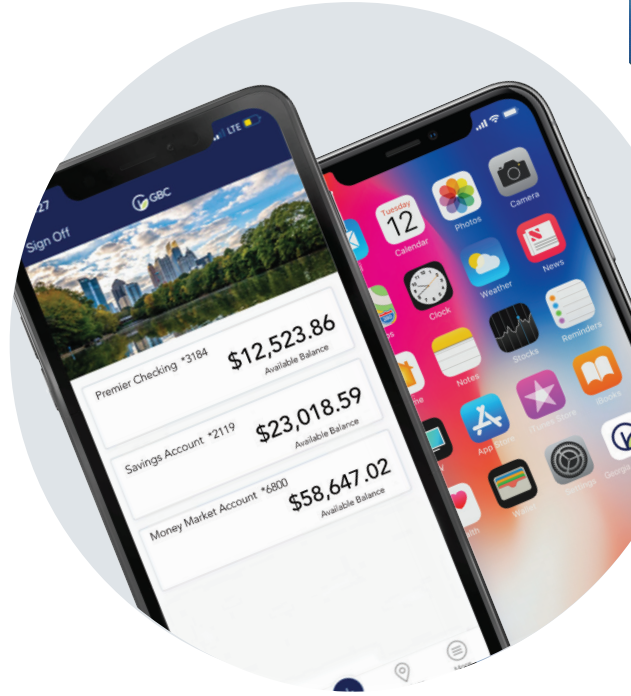 27
LTE
GBC
Sign Off
Premier Checking *3184
$12,523.86
Available Balance
Savings Account *2119
$23,018.59
Available Balance
Money Market Account *6800
$58,647.02
Available Balance
Tuesday
12
Calendar
Photos
Camera
Clock
Weather
News
Notes
Stocks
Reminders
App Store
iTunes Store
iBooks
Wallet
Settings